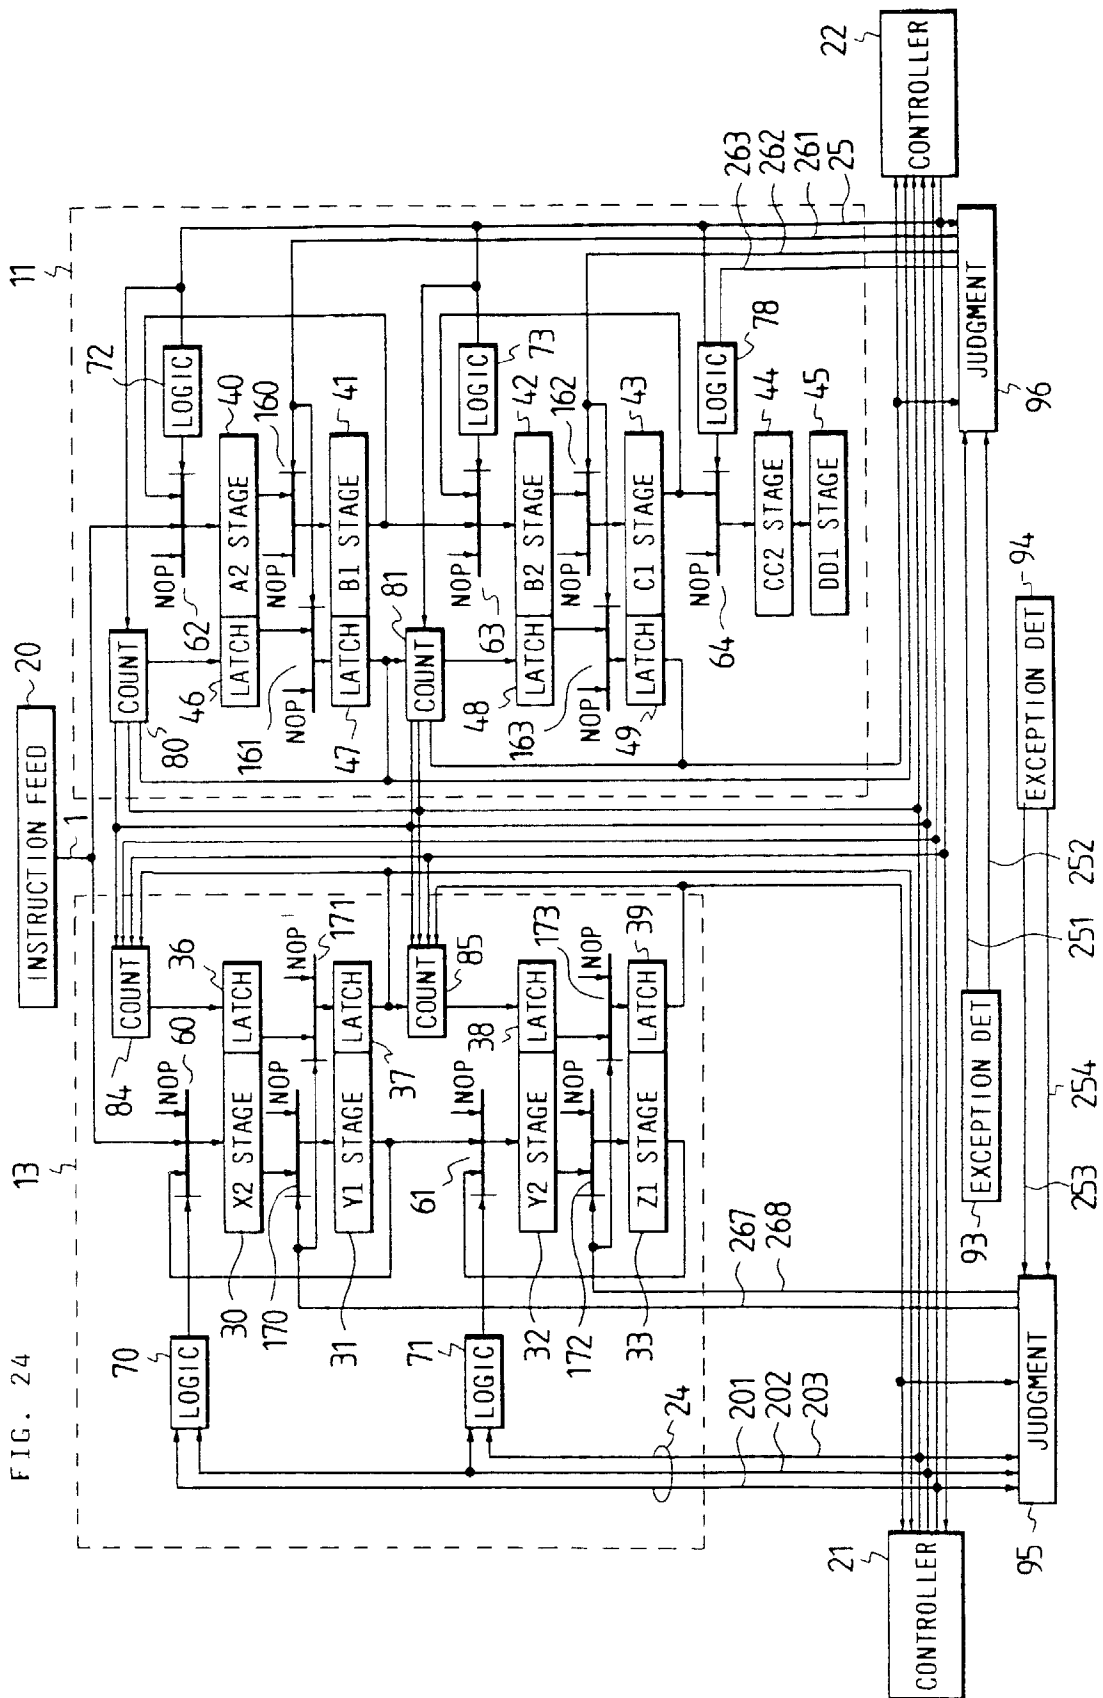 FIG. 24
INSTRUCTION FEED
20
1
13
11
84
COUNT
COUNT
80
70
LOGIC
60
NOP
36
X2 STAGE
LATCH
30
170
NOP
NOP
171
Y1 STAGE
LATCH
31
37
71
LOGIC
61
NOP
COUNT
85
38
Y2 STAGE
LATCH
32
172
NOP
NOP
173
Z1 STAGE
LATCH
33
39
72
LOGIC
62
NOP
46
LATCH
A2 STAGE
40
161
NOP
NOP
160
LATCH
B1 STAGE
47
41
COUNT
81
73
LOGIC
63
NOP
48
LATCH
B2 STAGE
42
163
NOP
NOP
162
LATCH
C1 STAGE
49
43
78
LOGIC
64
NOP
CC2 STAGE
44
DD1 STAGE
45
24
201
202
203
267
268
263
262
261
25
21
CONTROLLER
22
CONTROLLER
95
JUDGMENT
96
JUDGMENT
93
EXCEPTION DET
94
EXCEPTION DET
251
252
253
254